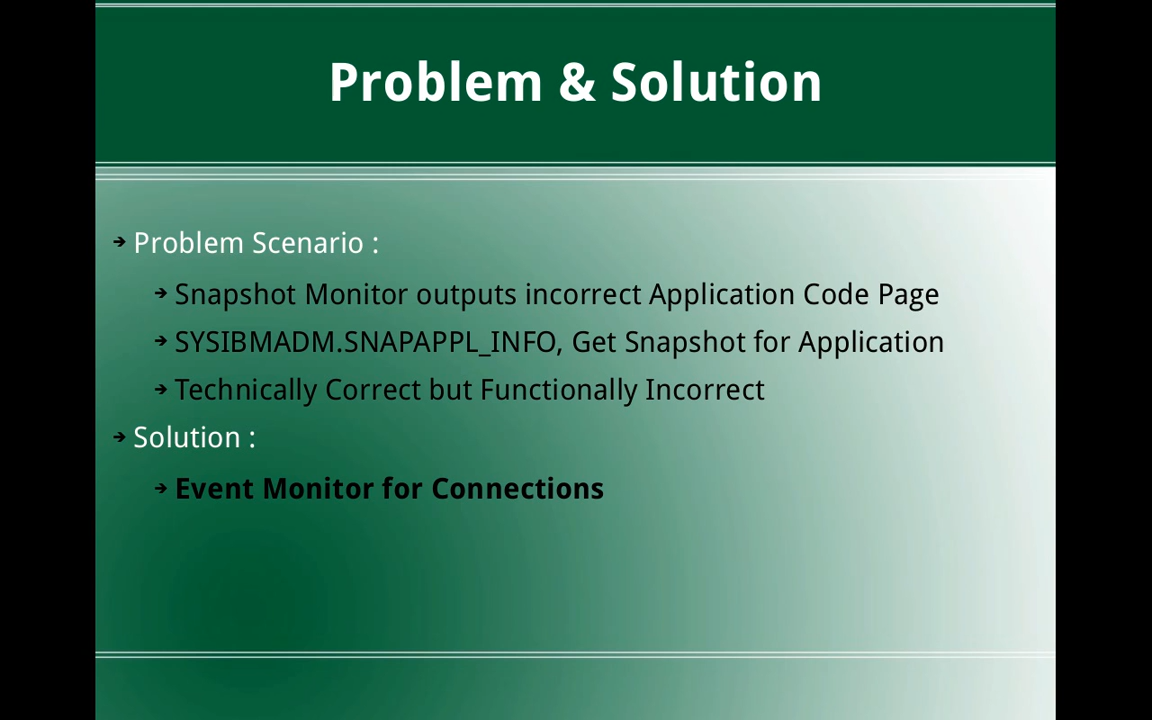 Problem & Solution
Problem Scenario :
Snapshot Monitor outputs incorrect Application Code Page
SYSIBMADM.SNAPAPPL_INFO, Get Snapshot for Application
Technically Correct but Functionally Incorrect
Solution :
Event Monitor for Connections